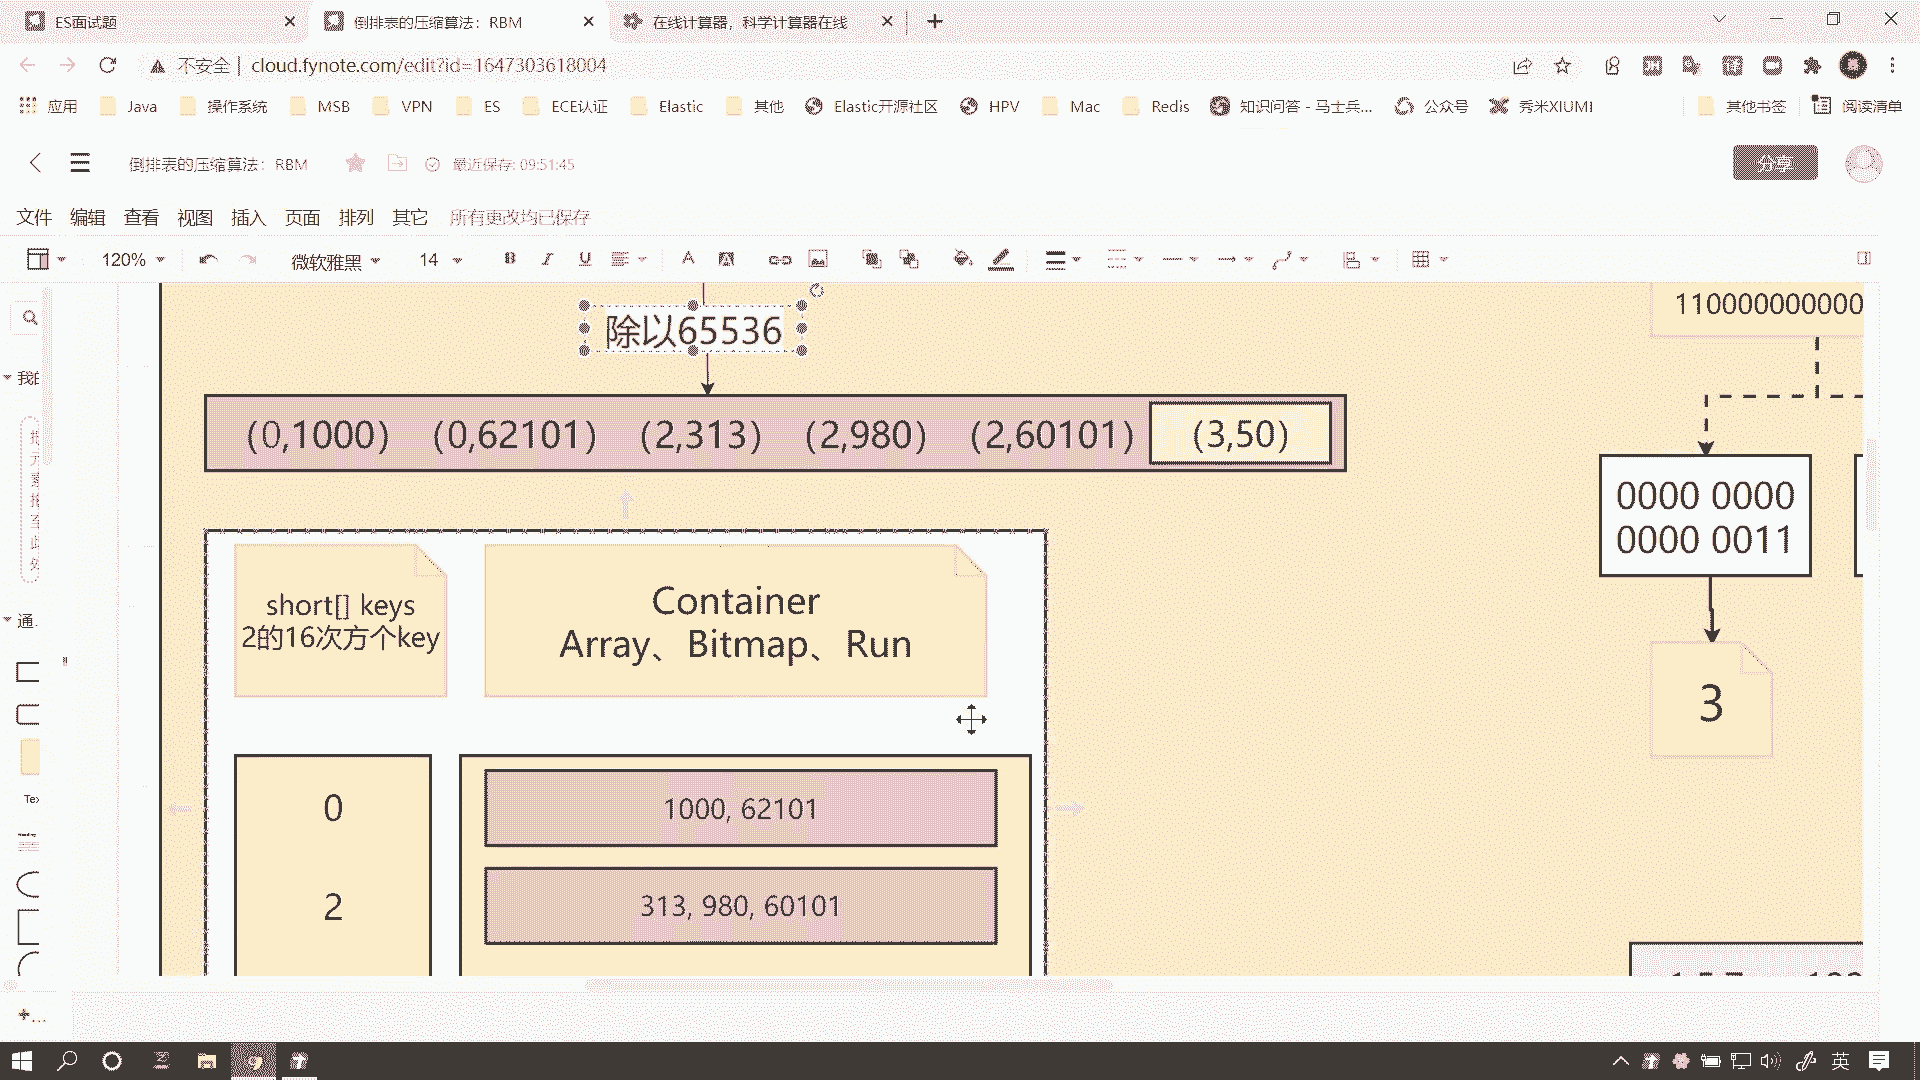 ES面试题
倒排表的压缩算法：RBM
在线计算器，科学计算器在线
不安全 | cloud.fynote.com/edit?id=1647303618004
应用 Java 操作系统 MSB VPN ES ECE认证 Elastic 其他 Elastic开源社区 HPV Mac Redis 知识问答 - 马士兵... 公众号 秀米XIUMI 其他书签 阅读清单
倒排表的压缩算法：RBM 最近保存: 09:51:45 分享
文件 编辑 查看 视图 插入 页面 排列 其它 所有更改均已保存
120% 微软雅黑 14
除以65536
110000000000
(0,1000) (0,62101) (2,313) (2,980) (2,60101) (3,50)
0000 0000
0000 0011
short[] keys
2的16次方个key
Container
Array、Bitmap、Run
3
0
1000, 62101
2
313, 980, 60101
英